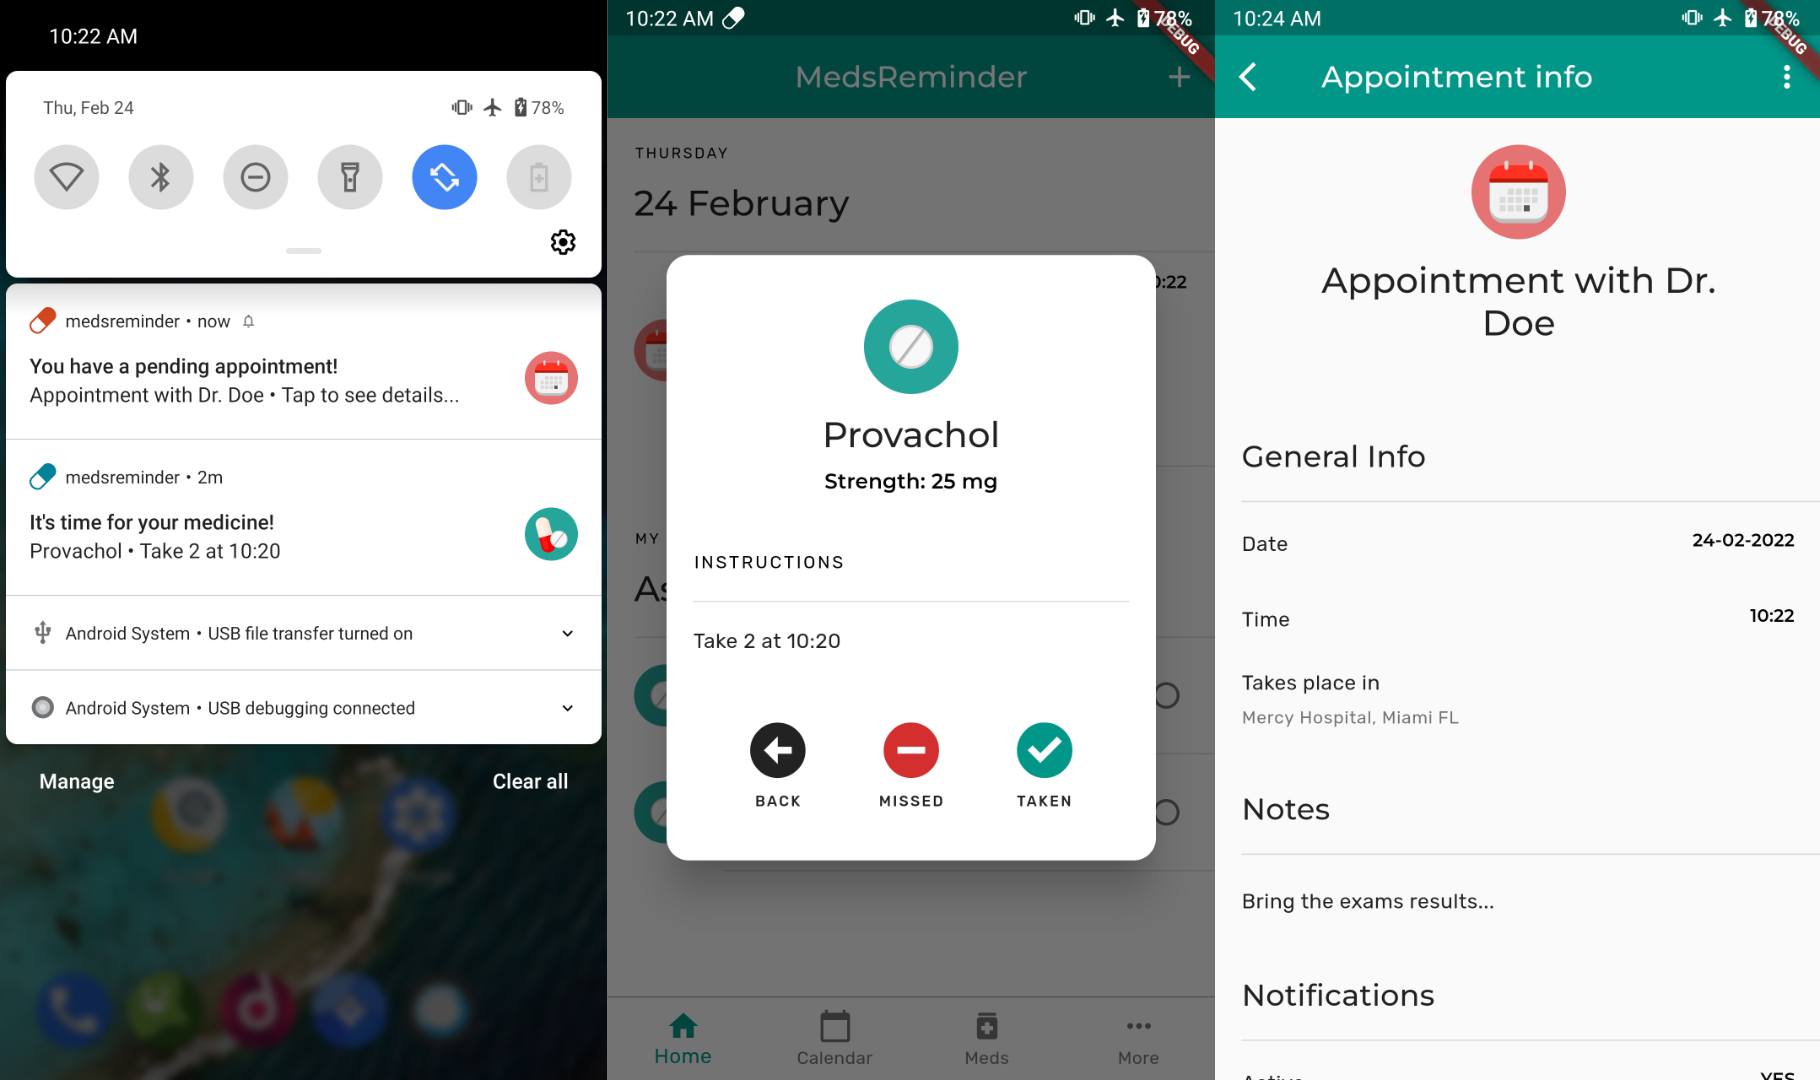 10:22 AM
Thu, Feb 24
78%
medsreminder • now
You have a pending appointment!
Appointment with Dr. Doe • Tap to see details...
medsreminder • 2m
It's time for your medicine!
Provachol • Take 2 at 10:20
Android System • USB file transfer turned on
Android System • USB debugging connected
Manage
Clear all
10:22 AM
78%
MedsReminder
+
THURSDAY
24 February
:22
Provachol
Strength: 25 mg
MY
INSTRUCTIONS
Take 2 at 10:20
BACK
MISSED
TAKEN
Home
Calendar
Meds
More
10:24 AM
78%
Appointment info
Appointment with Dr.
Doe
General Info
Date
24-02-2022
Time
10:22
Takes place in
Mercy Hospital, Miami FL
Notes
Bring the exams results...
Notifications
YES